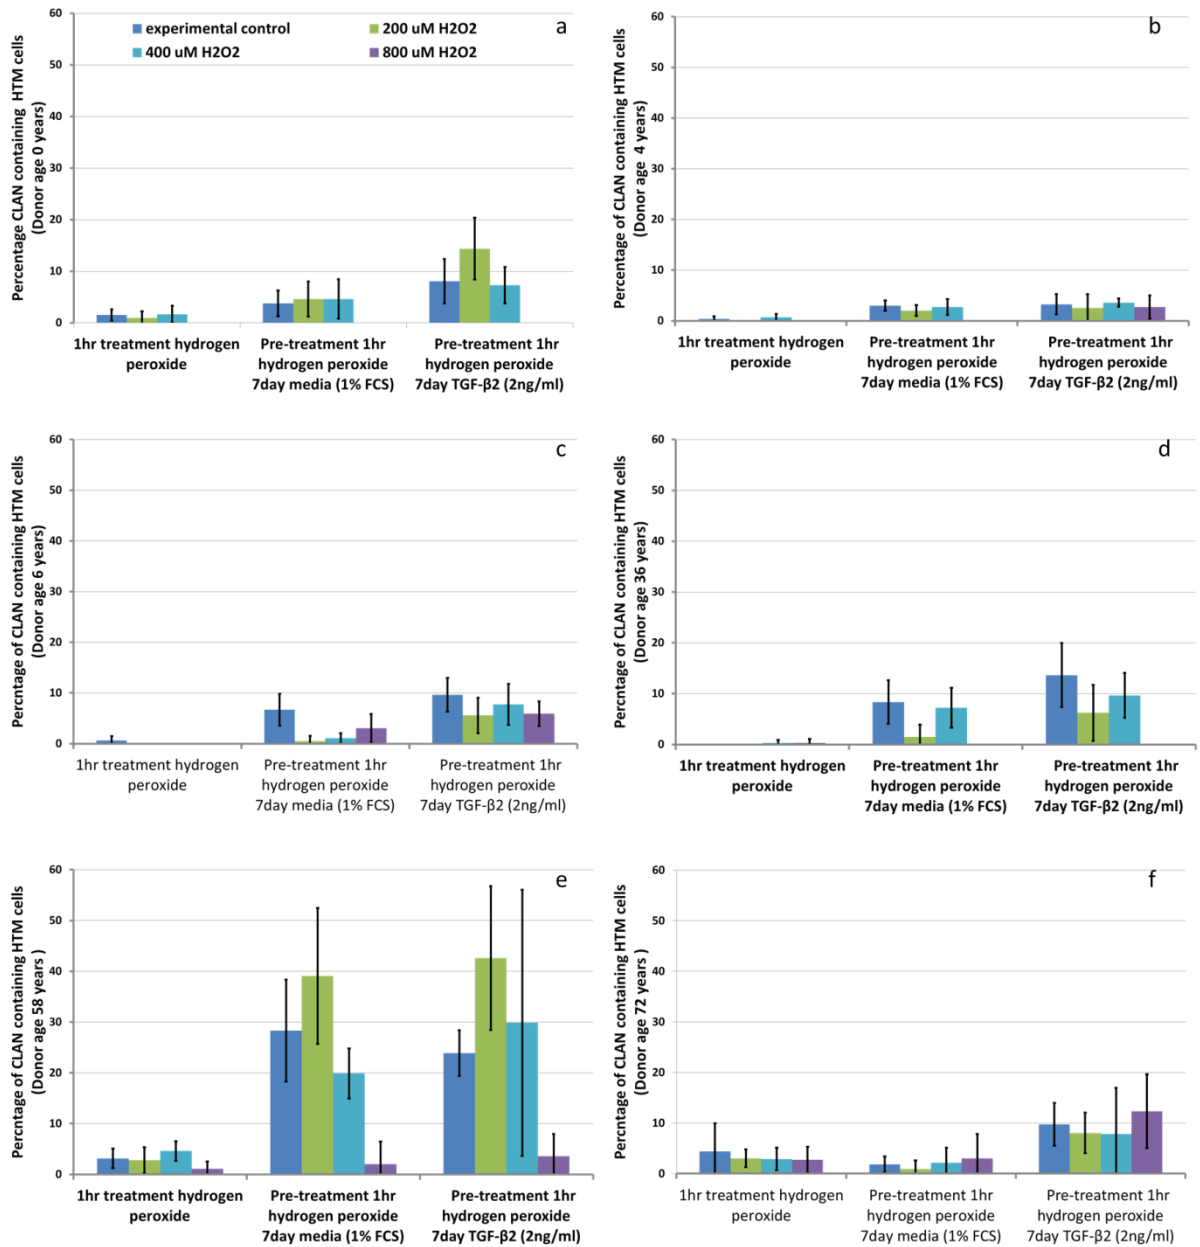 Percentage CLAN containing HTM cells
(Donor age 0 years)
60
50
40
30
20
10
0
experimental control
200 uM H2O2
400 uM H2O2
800 uM H2O2
a
1hr treatment hydrogen
peroxide
Pre-treatment 1hr
hydrogen peroxide
7day media (1% FCS)
Pre-treatment 1hr
hydrogen peroxide
7day TGF-β2 (2ng/ml)
Percentage of CLAN containing HTM cells
(Donor age 4 years)
60
50
40
30
20
10
0
b
1hr treatment hydrogen
peroxide
Pre-treatment 1hr
hydrogen peroxide
7day media (1% FCS)
Pre-treatment 1hr
hydrogen peroxide
7day TGF-β2 (2ng/ml)
Percentage of CLAN containing HTM cells
(Donor age 6 years)
60
50
40
30
20
10
0
c
1hr treatment hydrogen
peroxide
Pre-treatment 1hr
hydrogen peroxide
7day media (1% FCS)
Pre-treatment 1hr
hydrogen peroxide
7day TGF-β2 (2ng/ml)
Percentage of CLAN containing HTM cells
(Donor age 36 years)
60
50
40
30
20
10
0
d
1hr treatment hydrogen
peroxide
Pre-treatment 1hr
hydrogen peroxide
7day media (1% FCS)
Pre-treatment 1hr
hydrogen peroxide
7day TGF-β2 (2ng/ml)
Percntage of CLAN containing HTM cells
(Donor age 58 years )
60
50
40
30
20
10
0
e
1hr treatment hydrogen
peroxide
Pre-treatment 1hr
hydrogen peroxide
7day media (1% FCS)
Pre-treatment 1hr
hydrogen peroxide
7day TGF-β2 (2ng/ml)
Percentage of CLAN containing HTM cells
(Donor age 72 years)
60
50
40
30
20
10
0
f
1hr treatment hydrogen
peroxide
Pre-treatment 1hr
hydrogen peroxide
7day media (1% FCS)
Pre-treatment 1hr
hydrogen peroxide
7day TGF-β2 (2ng/ml)